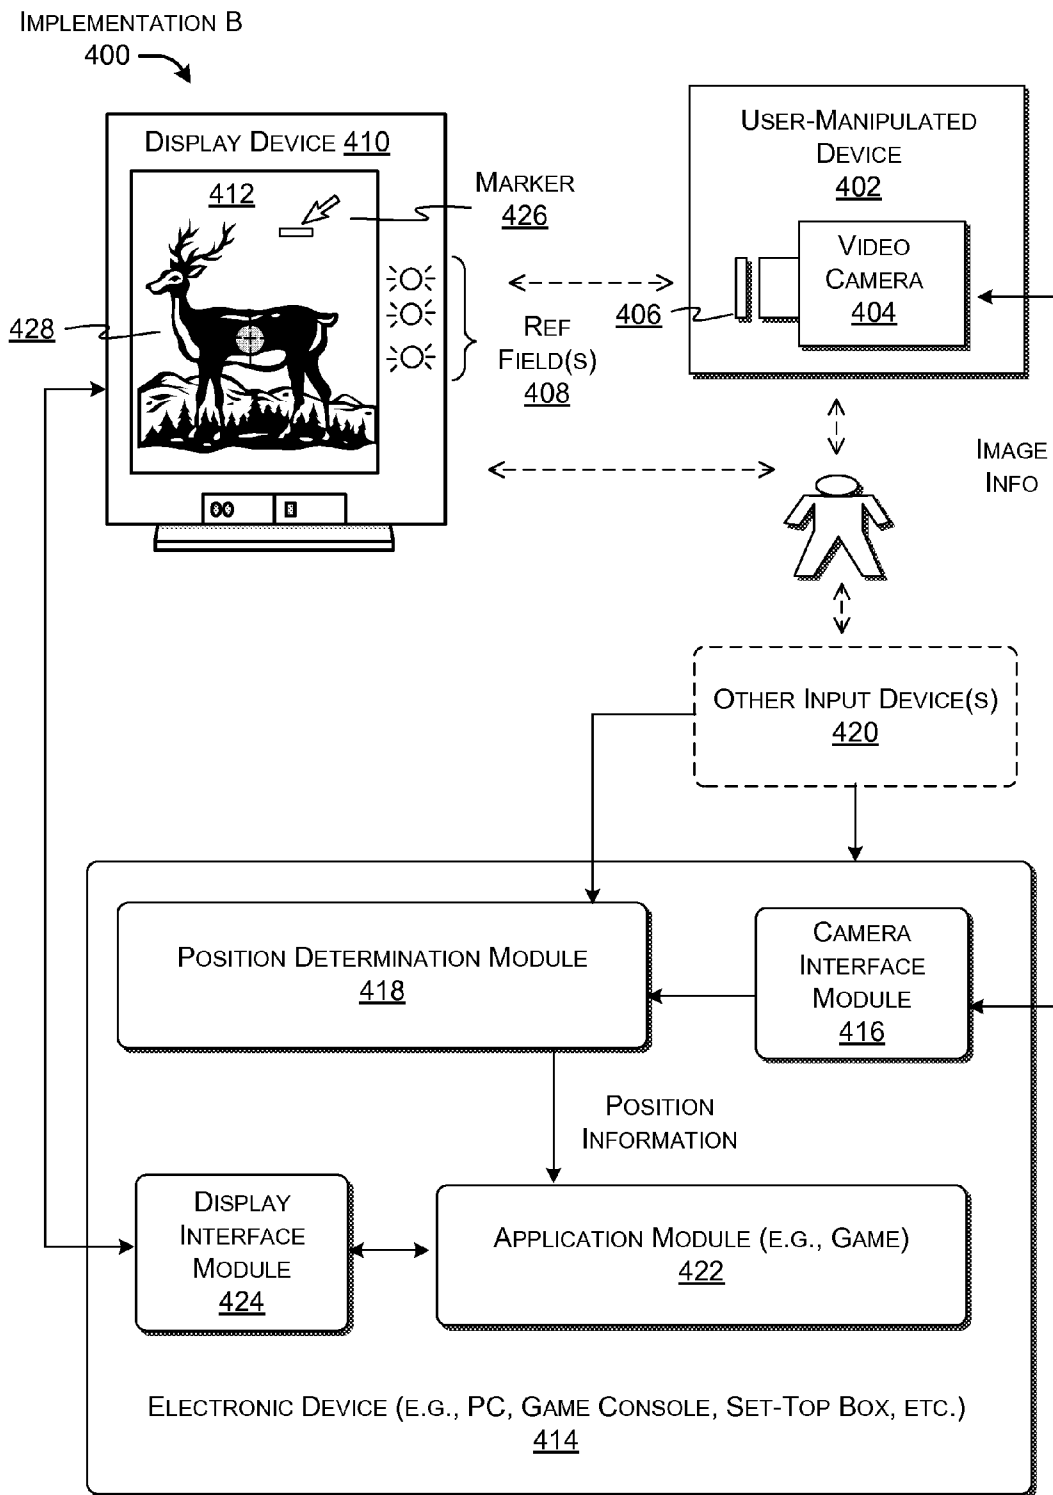 IMPLEMENTATION B
400
DISPLAY DEVICE 410
412
MARKER
426
428
REF
FIELD(S)
408
USER-MANIPULATED
DEVICE
402
VIDEO
CAMERA
404
406
IMAGE
INFO
OTHER INPUT DEVICE(S)
420
POSITION DETERMINATION MODULE
418
CAMERA
INTERFACE
MODULE
416
POSITION
INFORMATION
DISPLAY
INTERFACE
MODULE
424
APPLICATION MODULE (E.G., GAME)
422
ELECTRONIC DEVICE (E.G., PC, GAME CONSOLE, SET-TOP BOX, ETC.)
414